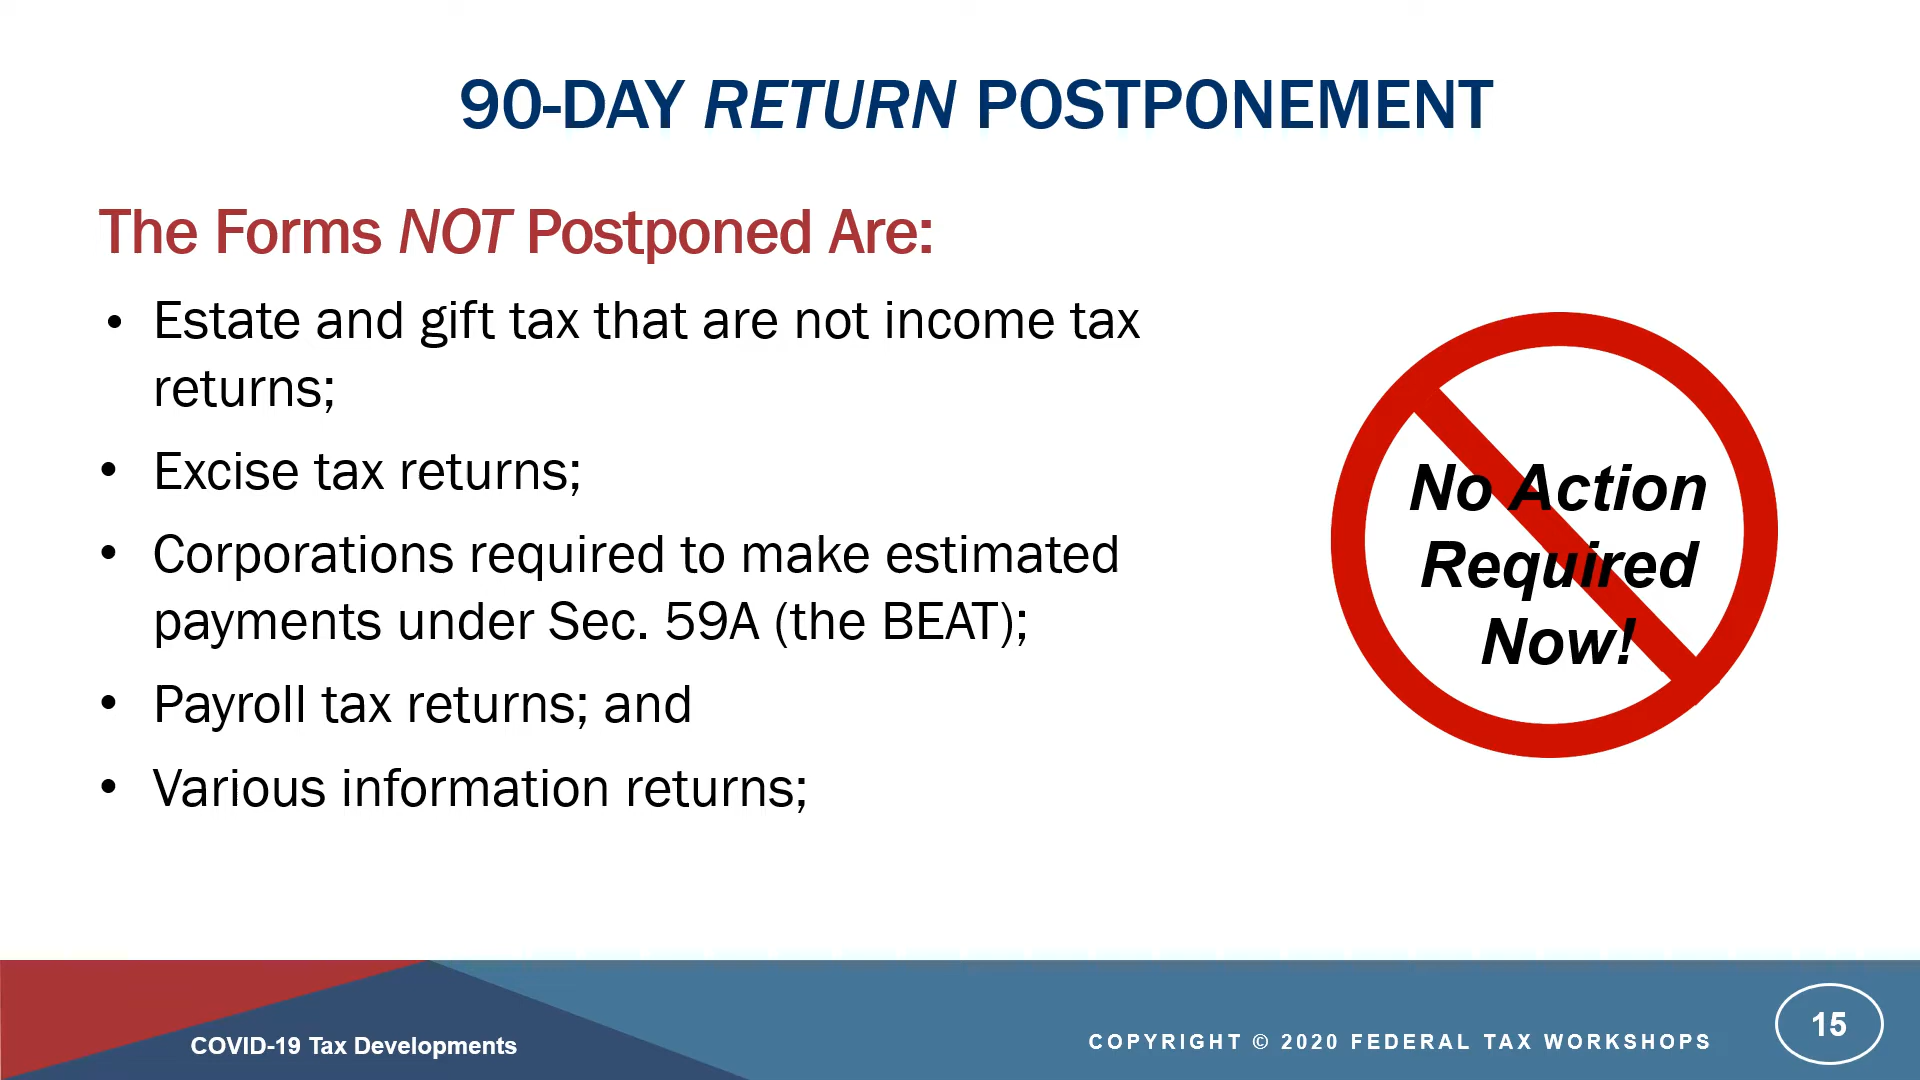 90-DAY RETURN POSTPONEMENT
The Forms NOT Postponed Are:
• Estate and gift tax that are not income tax
returns;
• Excise tax returns;
• Corporations required to make estimated
payments under Sec. 59A (the BEAT);
• Payroll tax returns; and
• Various information returns;
No Action
Required
Now!
COVID-19 Tax Developments
COPYRIGHT © 2020 FEDERAL TAX WORKSHOPS
15